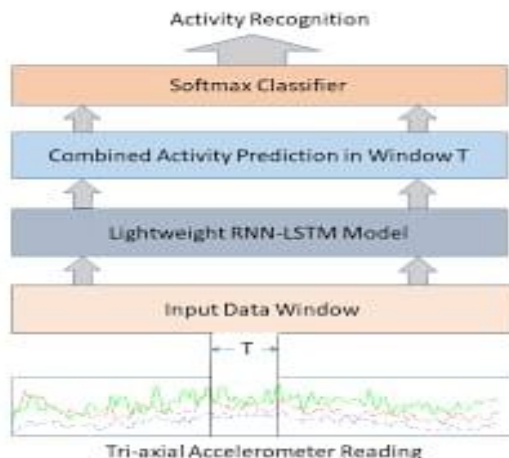 Activity Recognition
Softmax Classifier
Combined Activity Prediction in Window T
Lightweight RNN-LSTM Model
Input Data Window
T
Tri-axial Accelerometer Reading